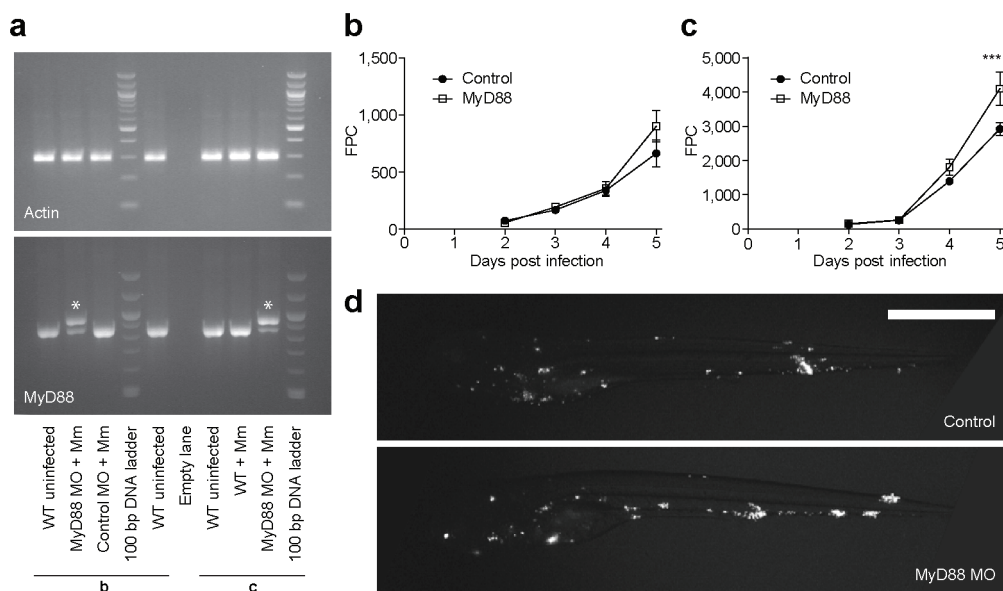 a
Actin
*
*
MyD88
WT uninfected
MyD88 MO + Mm
Control MO + Mm
100 bp DNA ladder
WT uninfected
Empty lane
WT uninfected
WT + Mm
MyD88 MO + Mm
100 bp DNA ladder
b
c
b
1,500
1,000
500
0
FPC
Control
MyD88
0 1 2 3 4 5
Days post infection
c
5,000
4,000
3,000
2,000
1,000
0
FPC
Control
MyD88
***
0 1 2 3 4 5
Days post infection
d
Control
MyD88 MO